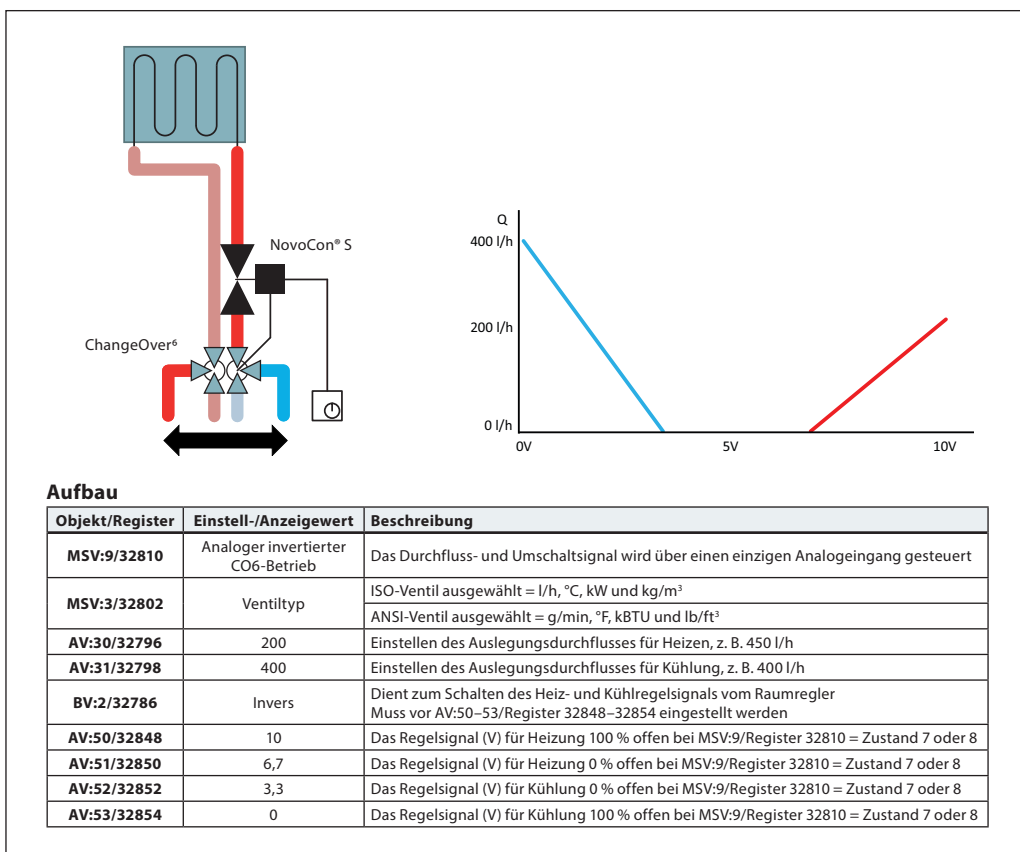 NovoCon® S
ChangeOver⁶
Q
400 l/h
200 l/h
0 l/h
0V 5V 10V
Aufbau
Objekt/Register Einstell-/Anzeigewert Beschreibung
MSV:9/32810 Analoger invertierter CO6-Betrieb Das Durchfluss- und Umschaltsignal wird über einen einzigen Analogeingang gesteuert
MSV:3/32802 Ventiltyp ISO-Ventil ausgewählt = l/h, °C, kW und kg/m³
ANSI-Ventil ausgewählt = g/min, °F, kBTU und lb/ft³
AV:30/32796 200 Einstellen des Auslegungsdurchflusses für Heizen, z. B. 450 l/h
AV:31/32798 400 Einstellen des Auslegungsdurchflusses für Kühlung, z. B. 400 l/h
BV:2/32786 Invers Dient zum Schalten des Heiz- und Kühlregelsignals vom Raumregler
Muss vor AV:50–53/Register 32848–32854 eingestellt werden
AV:50/32848 10 Das Regelsignal (V) für Heizung 100 % offen bei MSV:9/Register 32810 = Zustand 7 oder 8
AV:51/32850 6,7 Das Regelsignal (V) für Heizung 0 % offen bei MSV:9/Register 32810 = Zustand 7 oder 8
AV:52/32852 3,3 Das Regelsignal (V) für Kühlung 0 % offen bei MSV:9/Register 32810 = Zustand 7 oder 8
AV:53/32854 0 Das Regelsignal (V) für Kühlung 100 % offen bei MSV:9/Register 32810 = Zustand 7 oder 8